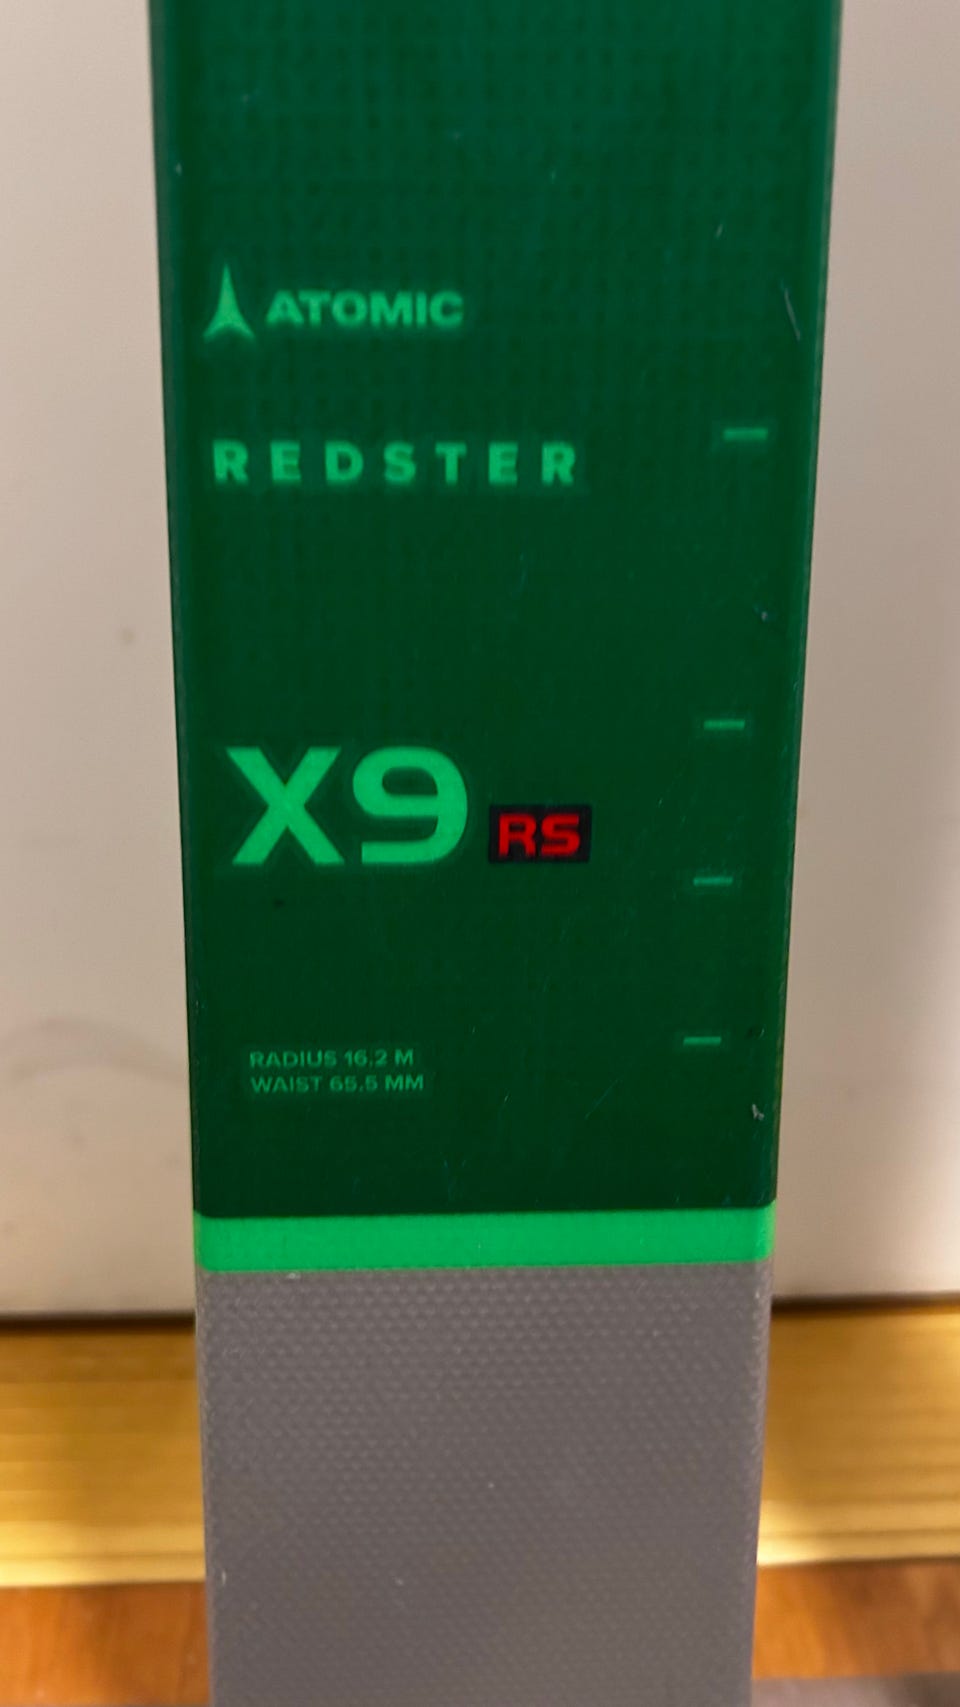 ATOMIC
REDSTER
X9 RS
RADIUS 16.2 M
WAIST 65.5 MM